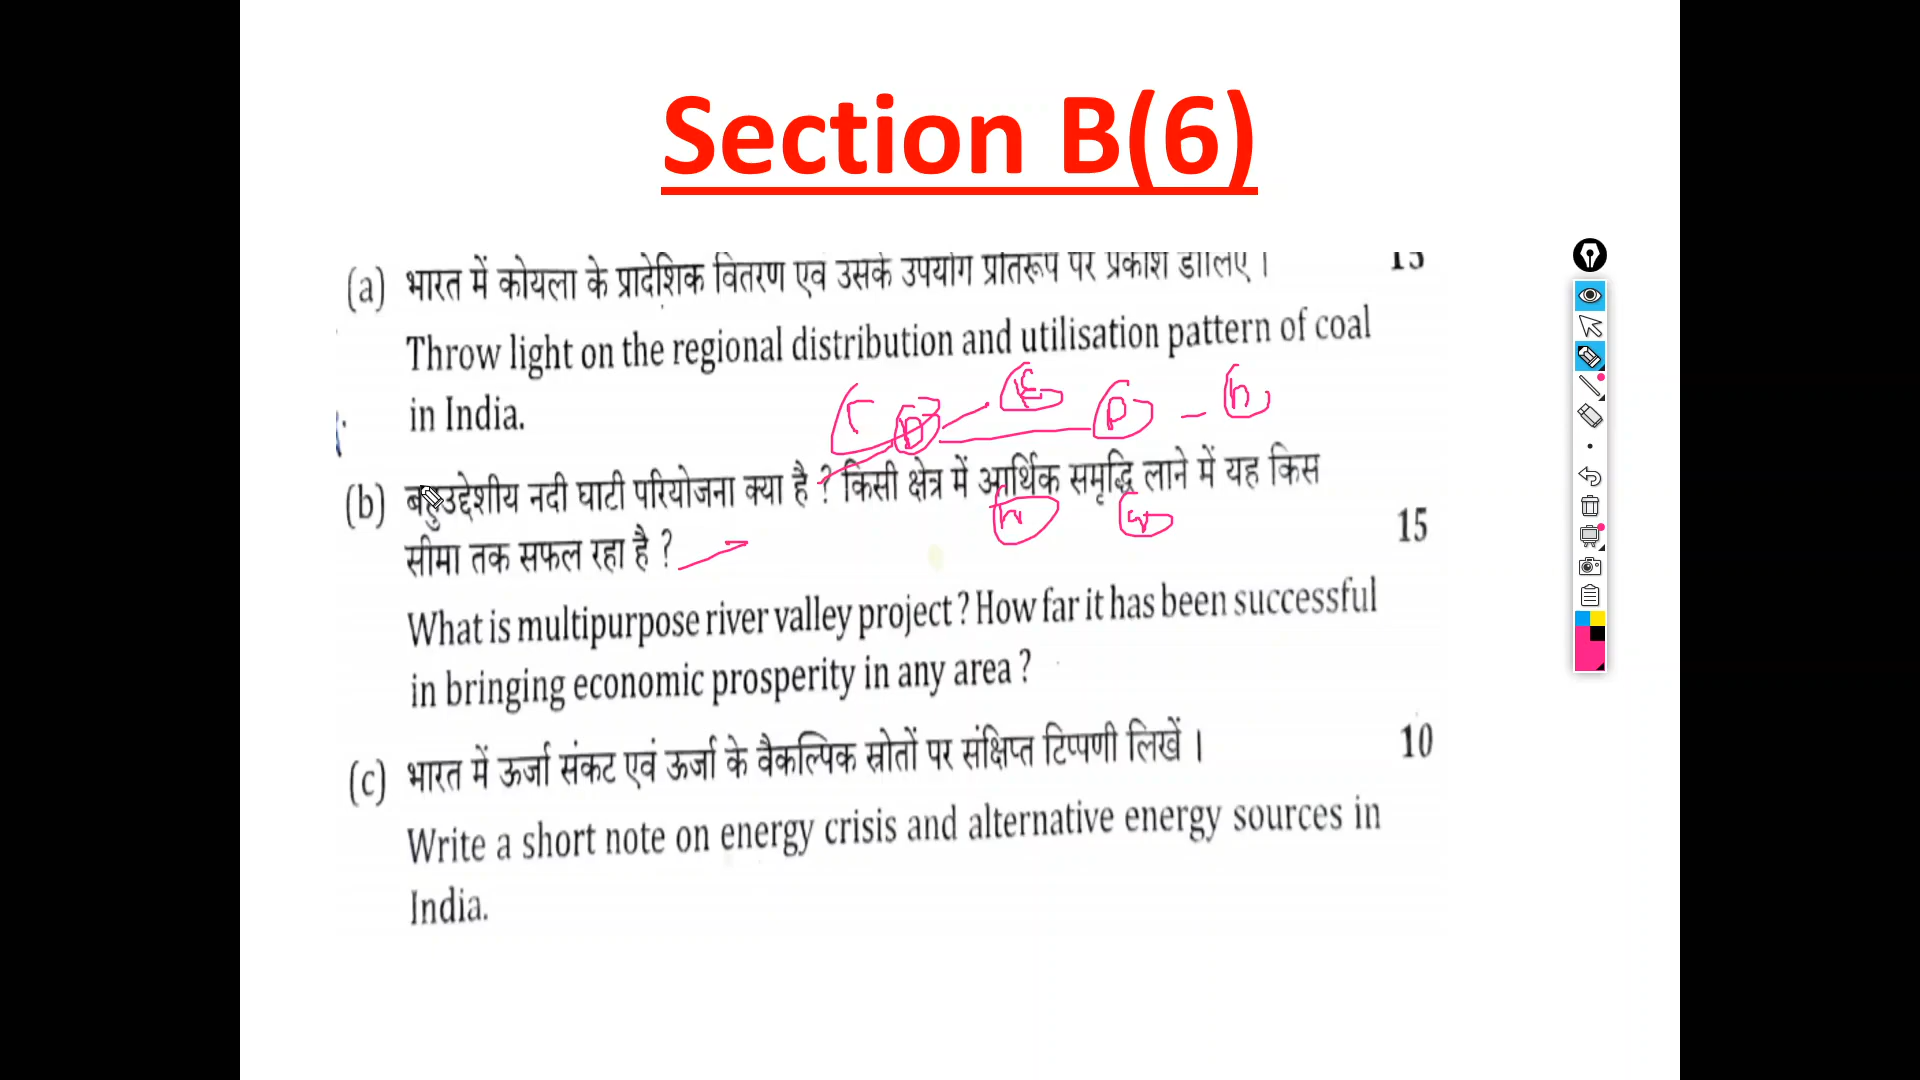 Section B(6)
(a) भारत में कोयला के प्रादेशिक वितरण एवं उसके उपयोग प्रतिरूप पर प्रकाश डालिए । 15
Throw light on the regional distribution and utilisation pattern of coal
in India.
(b) बहुउद्देशीय नदी घाटी परियोजना क्या है ? किसी क्षेत्र में आर्थिक समृद्धि लाने में यह किस
सीमा तक सफल रहा है ? 15
What is multipurpose river valley project ? How far it has been successful
in bringing economic prosperity in any area ?
(c) भारत में ऊर्जा संकट एवं ऊर्जा के वैकल्पिक स्रोतों पर संक्षिप्त टिप्पणी लिखें । 10
Write a short note on energy crisis and alternative energy sources in
India.